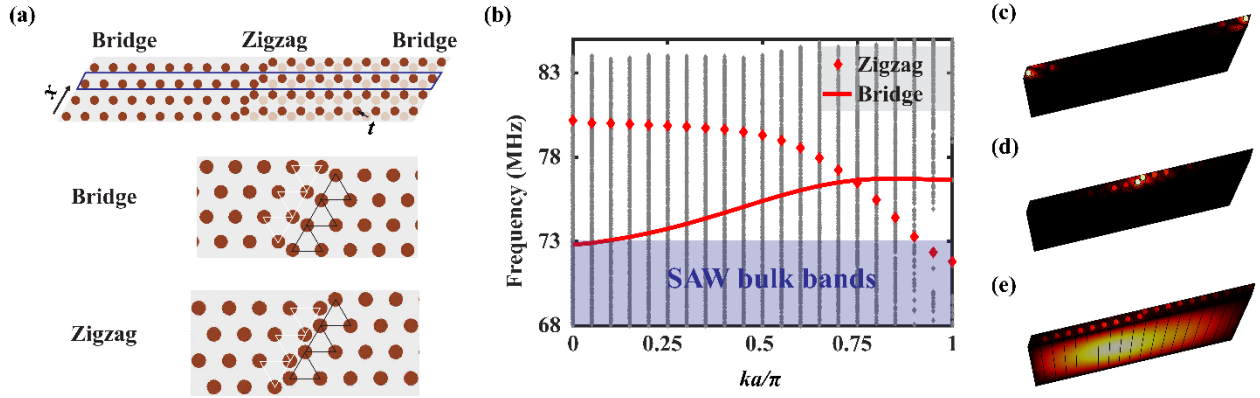 (a)
Bridge Zigzag Bridge
x
t
Bridge
Zigzag
(b)
Frequency (MHz)
83
78
73
68
Zigzag
Bridge
SAW bulk bands
0 0.25 0.5 0.75 1
ka/π
(c)
(d)
(e)